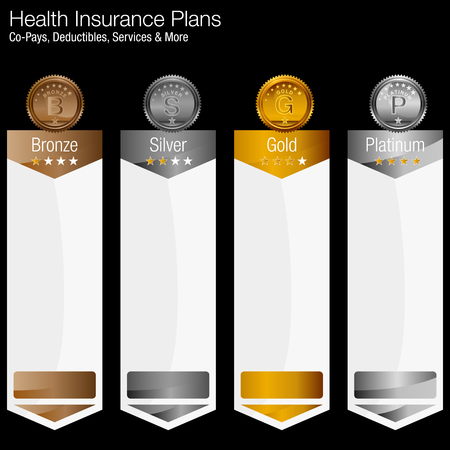 Health Insurance Plans
Co-Pays, Deductibles, Services & More
B
S
G
P
Bronze
Silver
Gold
Platinum